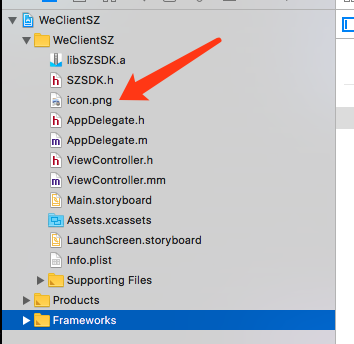 WeClientSZ
WeClientSZ
libSZSDK.a
SZSDK.h
icon.png
AppDelegate.h
AppDelegate.m
ViewController.h
ViewController.mm
Main.storyboard
Assets.xcassets
LaunchScreen.storyboard
Info.plist
Supporting Files
Products
Frameworks